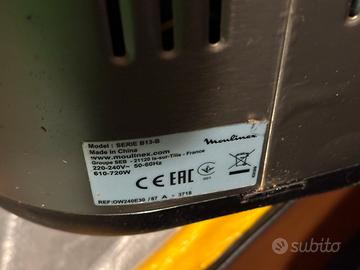 Model : SERIE B13-B
Made in China
www.moulinex.com
Groupe SEB - 21120 Is-sur-Tille - France
220-240V~ 50-60Hz
610-720W
Moulinex
CE EAC
REF:OW240E30 / 87 A - 3718
subito